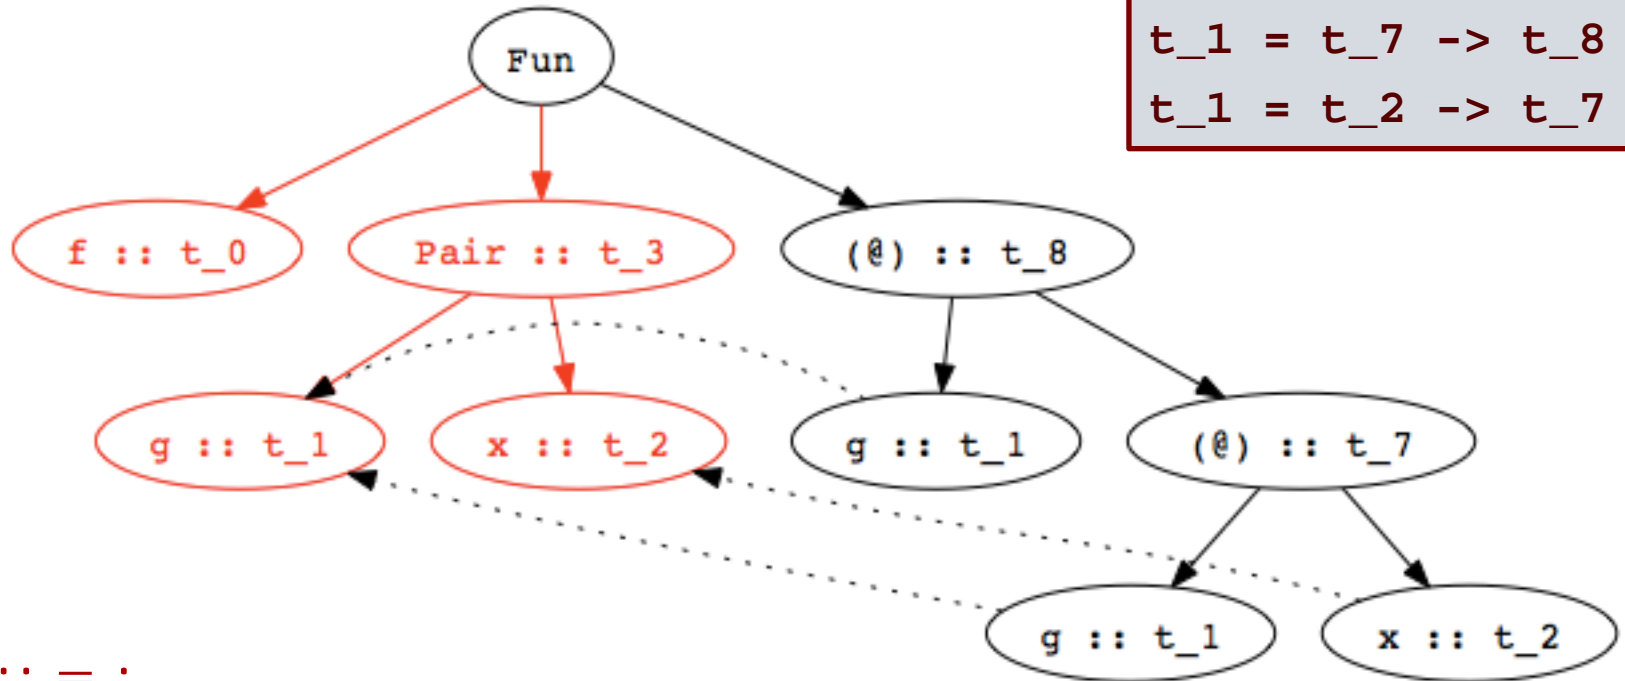 t_1 = t_7 -> t_8
t_1 = t_2 -> t_7
Fun
f :: t_0
Pair :: t_3
(@) :: t_8
g :: t_1
x :: t_2
g :: t_1
(@) :: t_7
g :: t_1
x :: t_2